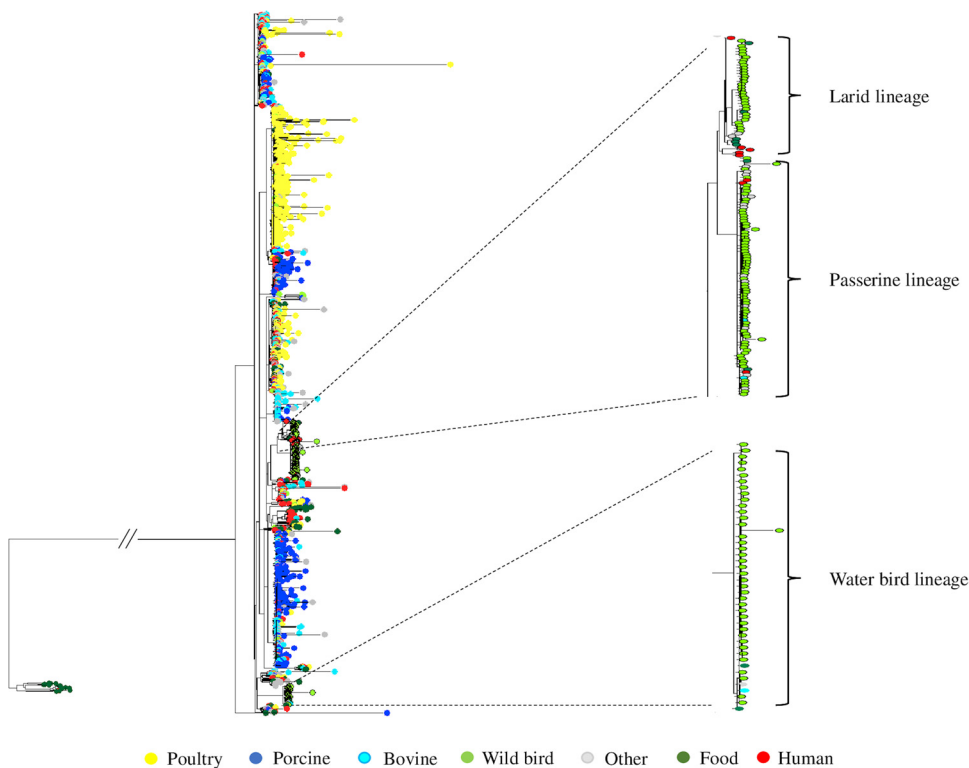 Larid lineage
Passerine lineage
Water bird lineage
Poultry Porcine Bovine Wild bird Other Food Human